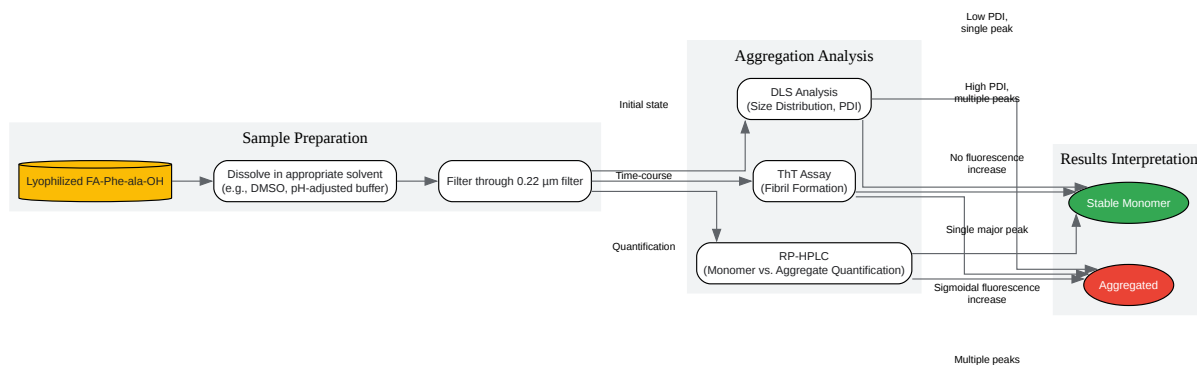 Sample Preparation
Lyophilized FA-Phe-ala-OH
Dissolve in appropriate solvent
(e.g., DMSO, pH-adjusted buffer)
Filter through 0.22 µm filter
Initial state
Time-course
Quantification
Aggregation Analysis
DLS Analysis
(Size Distribution, PDI)
ThT Assay
(Fibril Formation)
RP-HPLC
(Monomer vs. Aggregate Quantification)
Low PDI,
single peak
High PDI,
multiple peaks
No fluorescence
increase
Single major peak
Sigmoidal fluorescence
increase
Multiple peaks
Results Interpretation
Stable Monomer
Aggregated